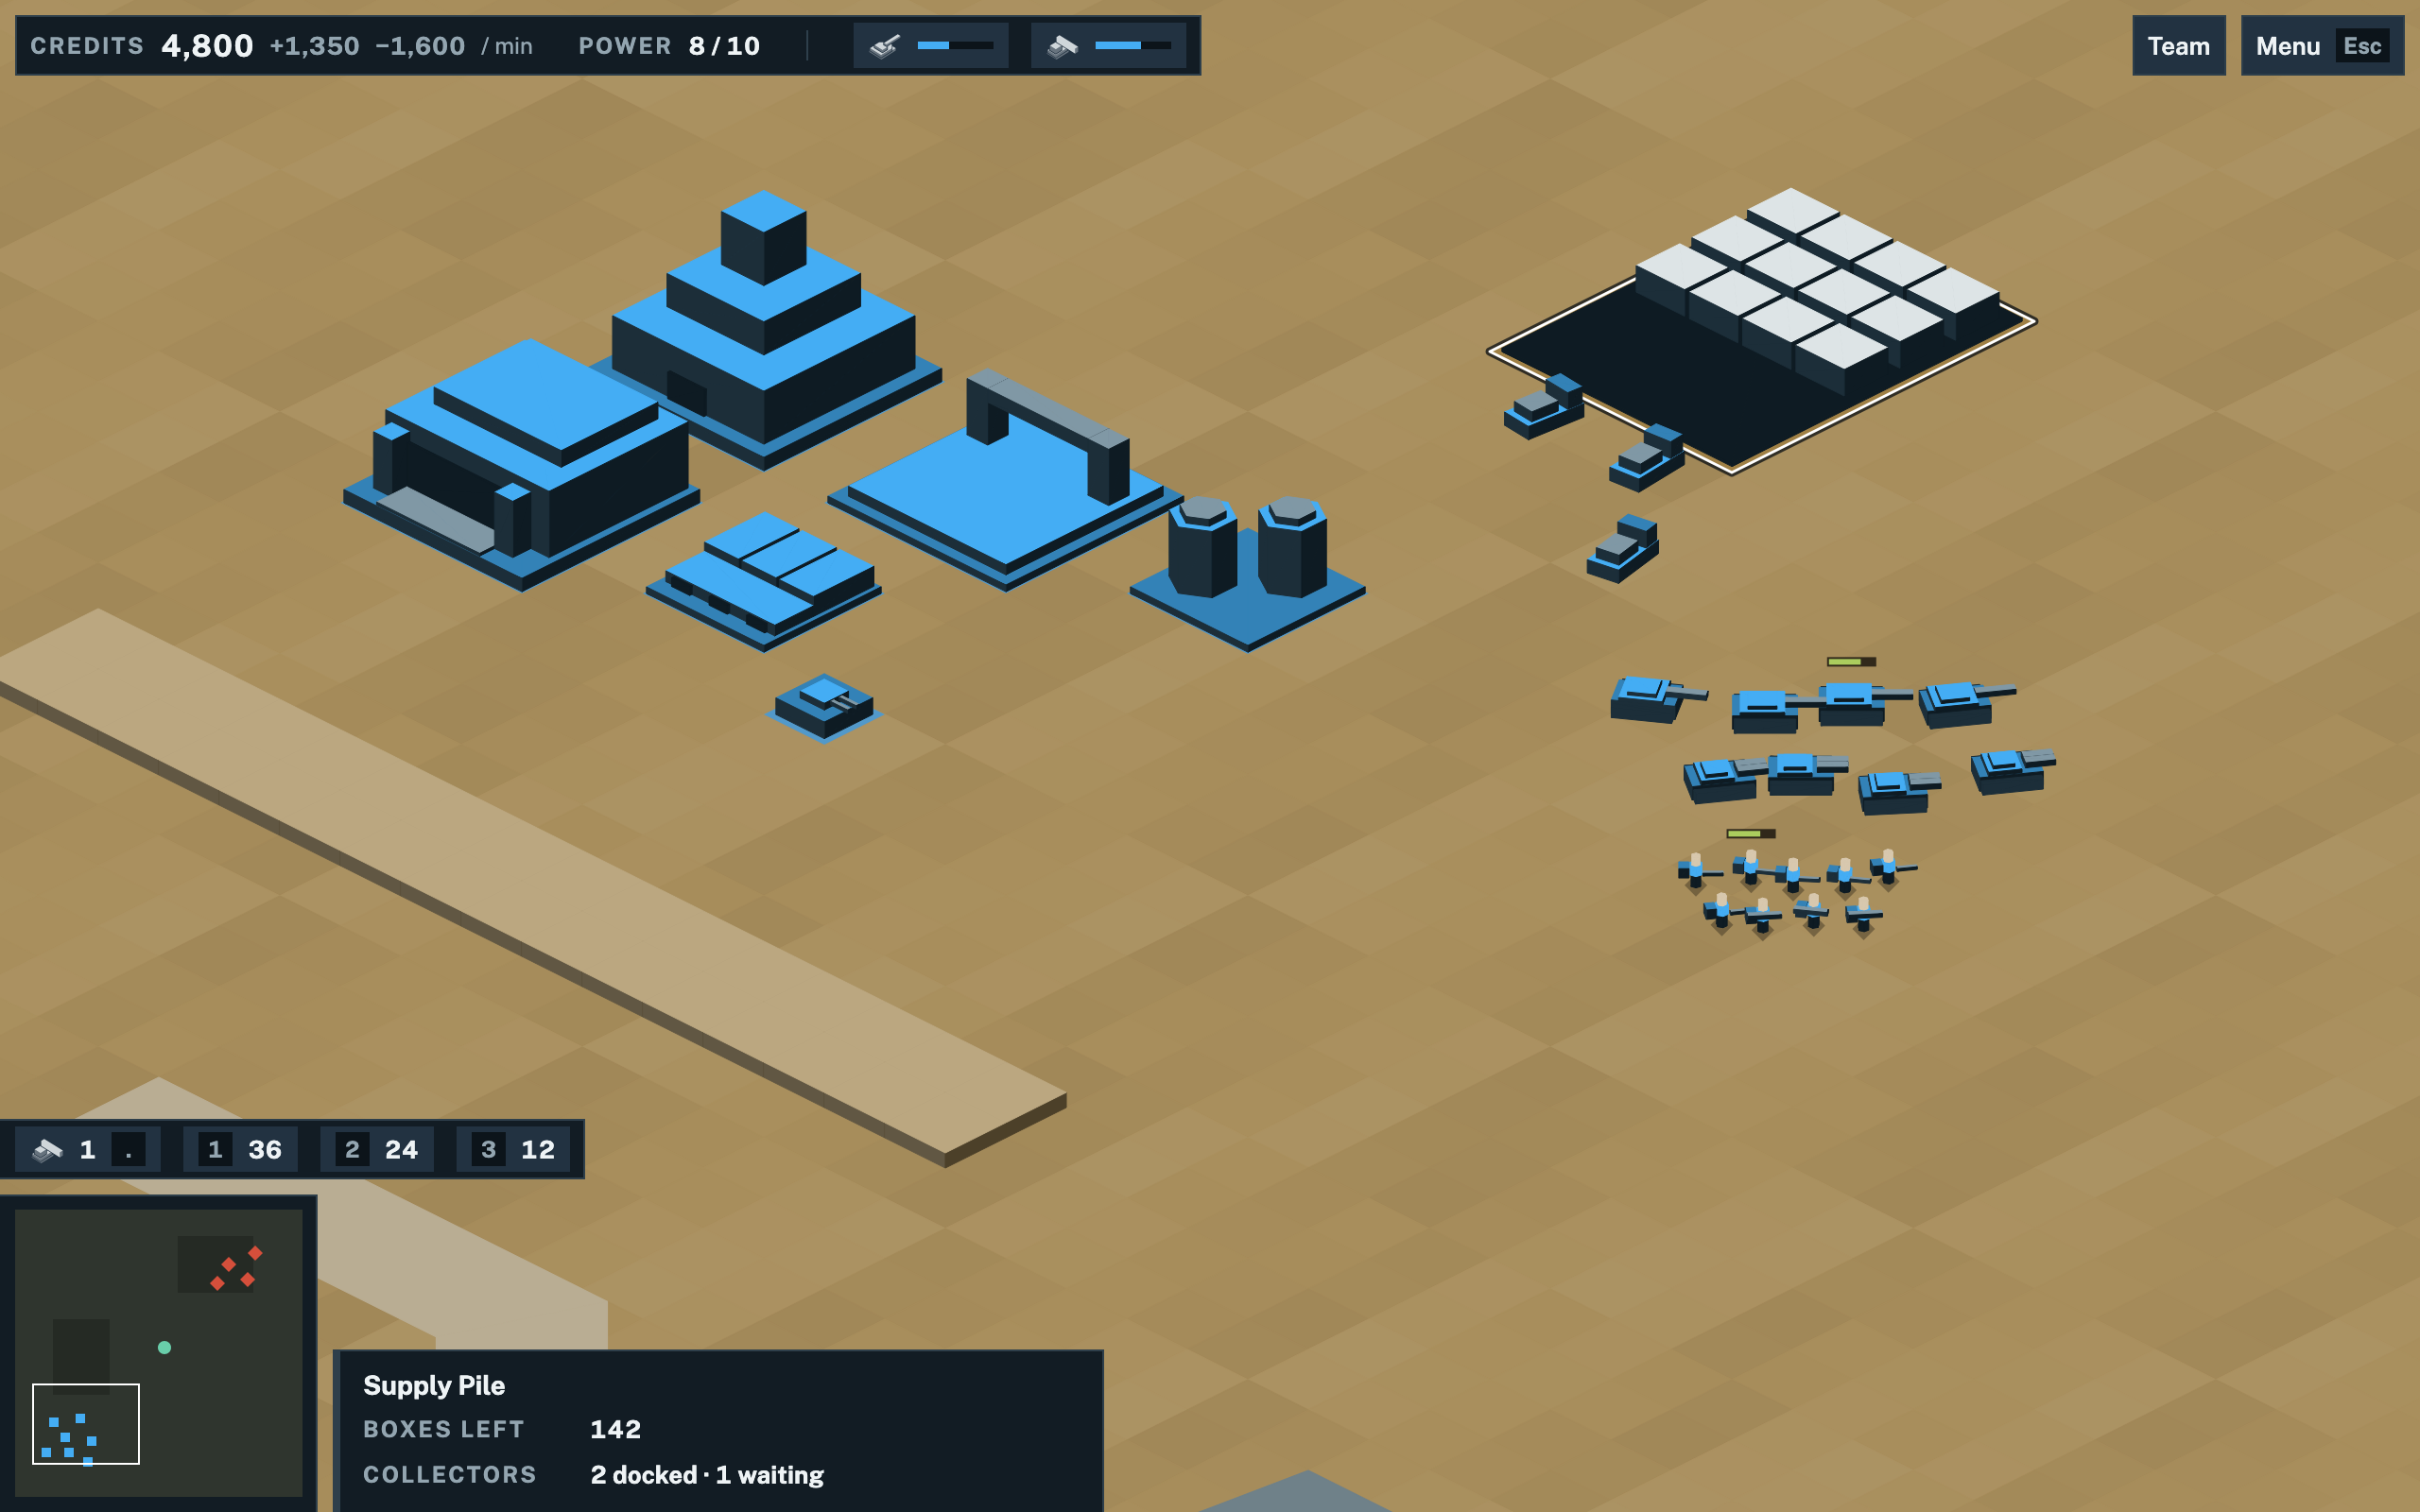 CREDITS 4,800 +1,350 −1,600 / min POWER 8 / 10
Team
Menu Esc
1 .
1 36
2 24
3 12
Supply Pile
BOXES LEFT 142
COLLECTORS 2 docked · 1 waiting